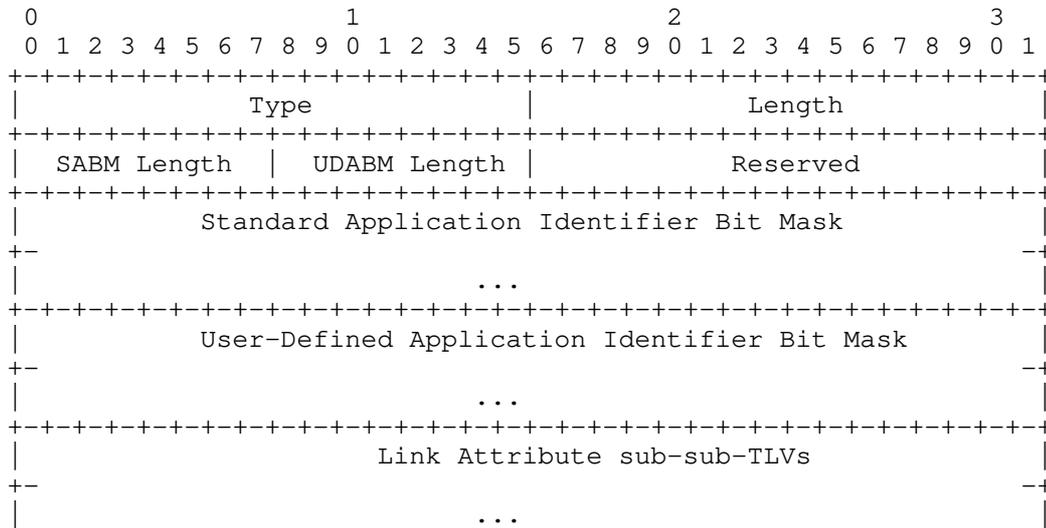 0                   1                   2                   3
 0 1 2 3 4 5 6 7 8 9 0 1 2 3 4 5 6 7 8 9 0 1 2 3 4 5 6 7 8 9 0 1
+-+-+-+-+-+-+-+-+-+-+-+-+-+-+-+-+-+-+-+-+-+-+-+-+-+-+-+-+-+-+-+-+
|              Type             |             Length            |
+-+-+-+-+-+-+-+-+-+-+-+-+-+-+-+-+-+-+-+-+-+-+-+-+-+-+-+-+-+-+-+-+
|  SABM Length  |  UDABM Length |            Reserved           |
+-+-+-+-+-+-+-+-+-+-+-+-+-+-+-+-+-+-+-+-+-+-+-+-+-+-+-+-+-+-+-+-+
|           Standard Application Identifier Bit Mask            |
+-                                                             -+
|                            ...                                |
+-+-+-+-+-+-+-+-+-+-+-+-+-+-+-+-+-+-+-+-+-+-+-+-+-+-+-+-+-+-+-+-+
|           User-Defined Application Identifier Bit Mask        |
+-                                                             -+
|                            ...                                |
+-+-+-+-+-+-+-+-+-+-+-+-+-+-+-+-+-+-+-+-+-+-+-+-+-+-+-+-+-+-+-+-+
|                      Link Attribute sub-sub-TLVs              |
+-                                                             -+
|                            ...                                |